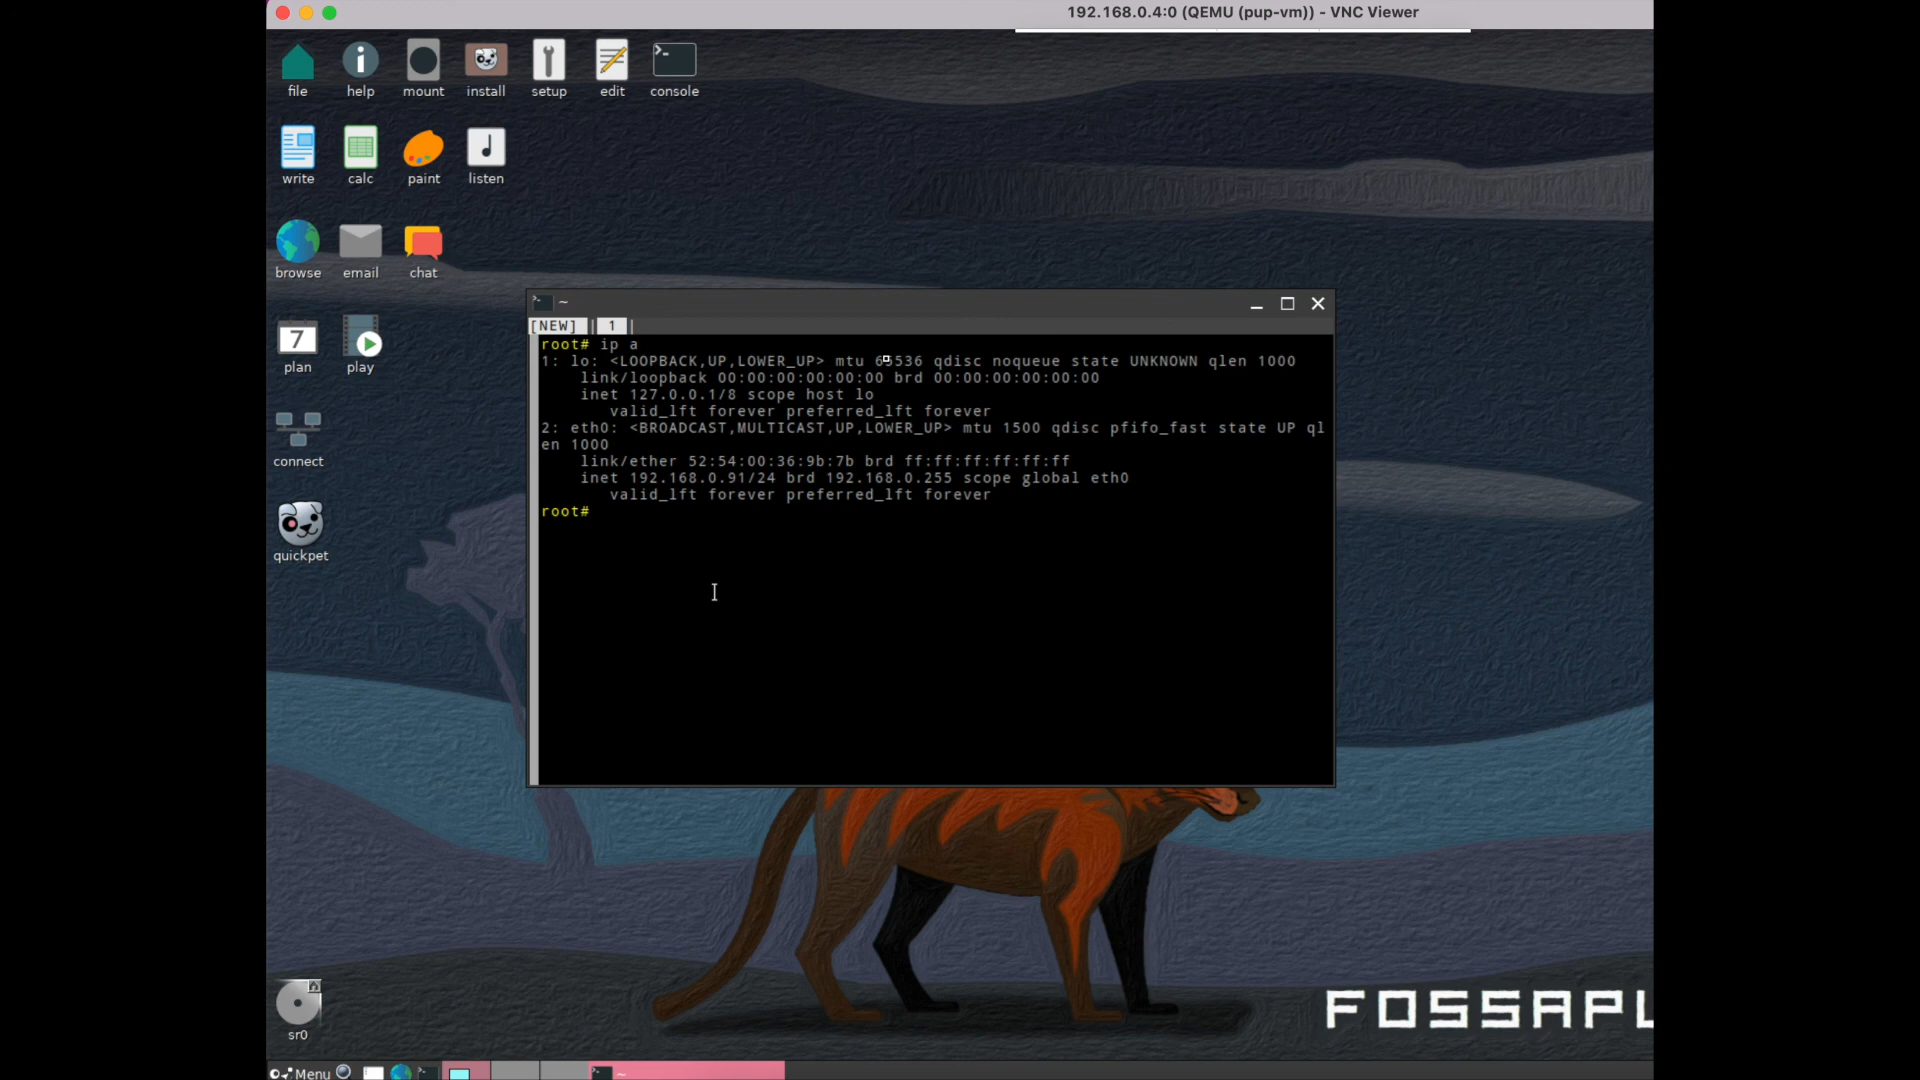 192.168.0.4:0 (QEMU (pup-vm)) - VNC Viewer
file help mount install setup edit console
write calc paint listen
browse email chat
plan play
7
connect
quickpet
sr0
~
[NEW] | 1 |
root# ip a
1: lo: <LOOPBACK,UP,LOWER_UP> mtu 65536 qdisc noqueue state UNKNOWN qlen 1000
link/loopback 00:00:00:00:00:00 brd 00:00:00:00:00:00
inet 127.0.0.1/8 scope host lo
valid_lft forever preferred_lft forever
2: eth0: <BROADCAST,MULTICAST,UP,LOWER_UP> mtu 1500 qdisc pfifo_fast state UP ql
en 1000
link/ether 52:54:00:36:9b:7b brd ff:ff:ff:ff:ff:ff
inet 192.168.0.91/24 brd 192.168.0.255 scope global eth0
valid_lft forever preferred_lft forever
root#
FOSSAPU
Menu
~